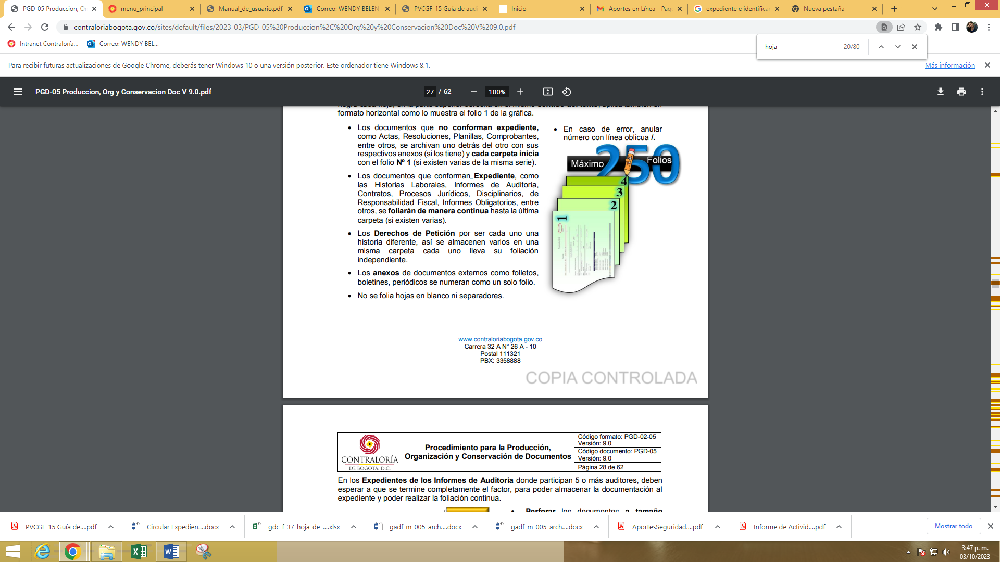 PGD-05 Produccion, Or
menu_principal
Manual_de_usuario.pdf
Correo: WENDY BELEN
PVCGF-15 Guía de audi
Inicio
Aportes en Línea - Pag
expediente e identifica
Nueva pestaña
contraloriabogota.gov.co/sites/default/files/2023-03/PGD-05%20Produccion%2C%20Org%20y%20Conservacion%20Doc%20V%209.0.pdf
Intranet Contraloría...
Correo: WENDY BEL...
hoja
20/80
Para recibir futuras actualizaciones de Google Chrome, deberás tener Windows 10 o una versión posterior. Este ordenador tiene Windows 8.1.
Más información
PGD-05 Produccion, Org y Conservacion Doc V 9.0.pdf
27 / 62
100%
formato horizontal como lo muestra el folio 1 de la gráfica.
• Los documentos que no conforman expediente,
como Actas, Resoluciones, Planillas, Comprobantes,
entre otros, se archivan uno detrás del otro con sus
respectivos anexos (si los tiene) y cada carpeta inicia
con el folio Nº 1 (si existen varias de la misma serie).
• Los documentos que conforman Expediente, como
las Historias Laborales, Informes de Auditoria,
Contratos, Procesos Jurídicos, Disciplinarios, de
Responsabilidad Fiscal, Informes Obligatorios, entre
otros, se foliarán de manera continua hasta la última
carpeta (si existen varias).
• Los Derechos de Petición por ser cada uno una
historia diferente, así se almacenen varios en una
misma carpeta cada uno lleva su foliación
independiente.
• Los anexos de documentos externos como folletos,
boletines, periódicos se numeran como un solo folio.
• No se folia hojas en blanco ni separadores.
• En caso de error, anular
número con línea oblicua /.
Máximo 250 Folios
4
3
2
1
www.contraloriabogota.gov.co
Carrera 32 A N° 26 A - 10
Postal 111321
PBX: 3358888
COPIA CONTROLADA
CONTRALORÍA
DE BOGOTÁ, D.C.
Procedimiento para la Producción,
Organización y Conservación de Documentos
Código formato: PGD-02-05
Versión: 9.0
Código documento: PGD-05
Versión: 9.0
Página 28 de 62
En los Expedientes de los Informes de Auditoria donde participan 5 o más auditores, deben
esperar a que se termine completamente el factor, para poder almacenar la documentación al
expediente y poder realizar la foliación continua.
• Perforar los documentos a tamaño
PVCGF-15 Guía de....pdf
Circular Expedien....docx
gdc-f-37-hoja-de-....xlsx
gadf-m-005_arch....docx
gadf-m-005_arch....docx
AportesSeguridad....pdf
Informe de Activid....pdf
Mostrar todo
3:47 p. m.
03/10/2023